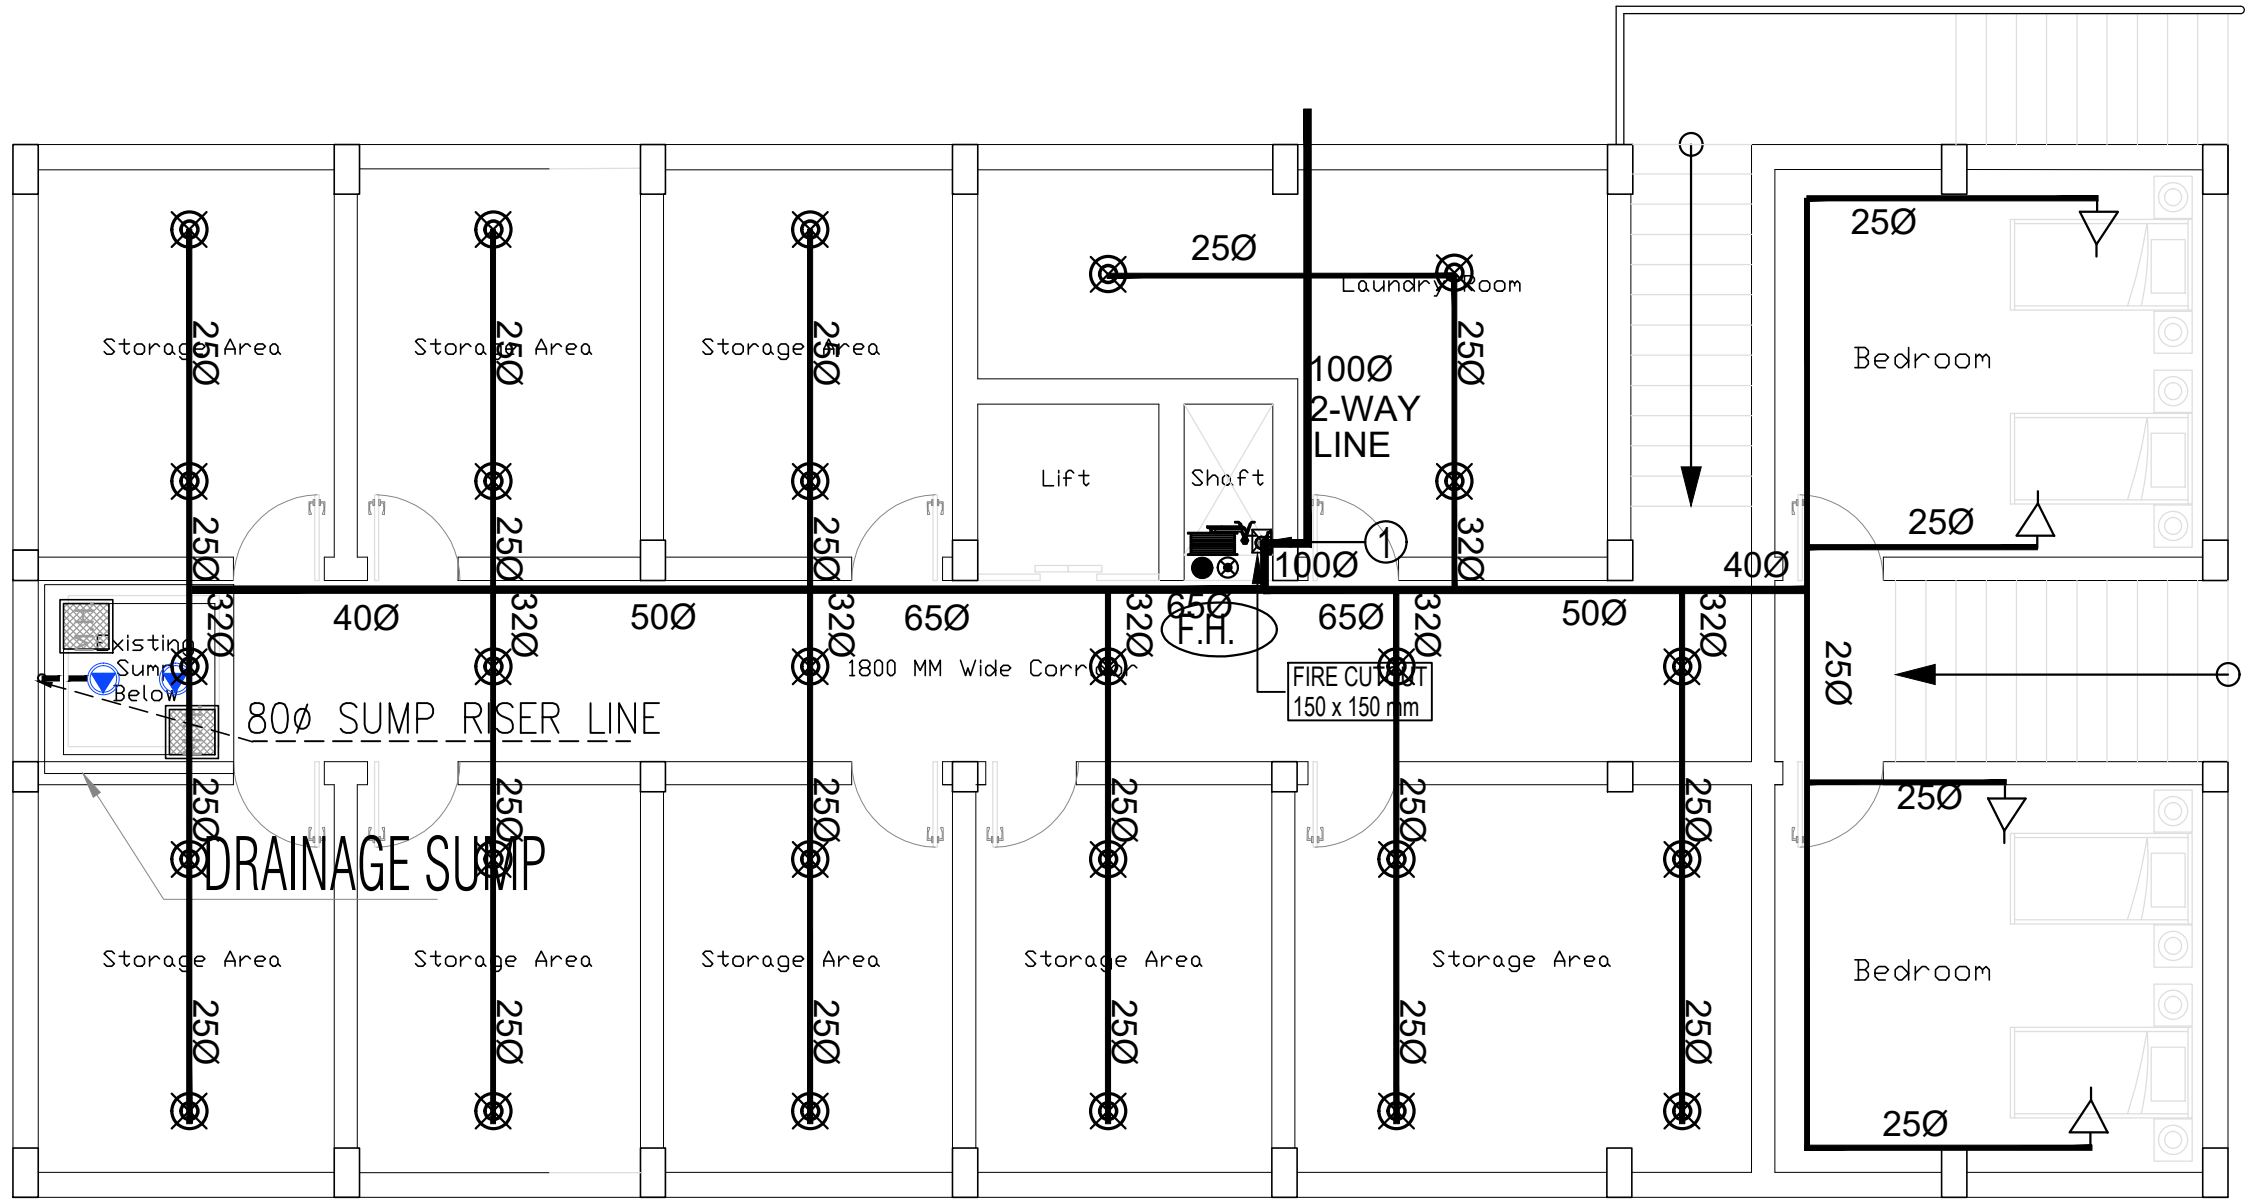 25Ø
25Ø
Laundry Room
25Ø
25Ø
25Ø
25Ø
Storage Area
Storage Area
Storage Area
100Ø
2-WAY
LINE
Bedroom
Lift
Shaft
25Ø
25Ø
25Ø
25Ø
32Ø
1
100Ø
40Ø
32Ø
40Ø
32Ø
50Ø
32Ø
65Ø
32Ø
65Ø
F.H.
65Ø
32Ø
50Ø
32Ø
Existing
Sump
Below
1800 MM Wide Corridor
25Ø
FIRE CUTOUT
150 x 150 mm
80ø SUMP RISER LINE
25Ø
25Ø
25Ø
25Ø
25Ø
25Ø
25Ø
DRAINAGE SUMP
Storage Area
Storage Area
Storage Area
Storage Area
Storage Area
Bedroom
25Ø
25Ø
25Ø
25Ø
25Ø
25Ø
25Ø